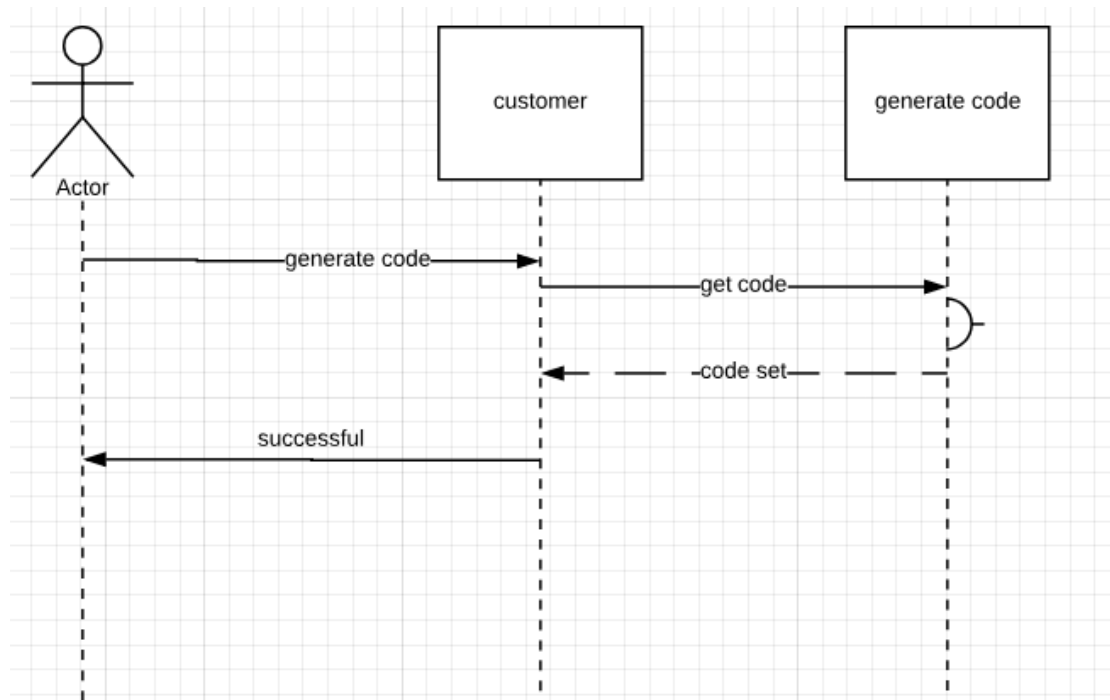 customer
generate code
Actor
generate code
get code
code set
successful